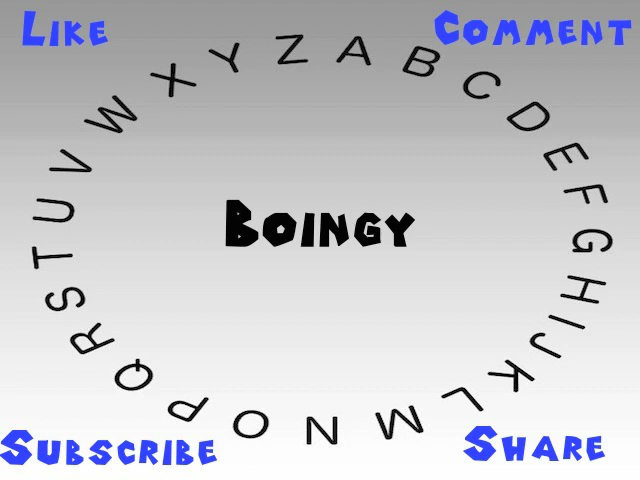 Like
Comment
A B C D E F G H I J K L M N O P Q R S T U V W X Y Z
Boingy
Subscribe
Share